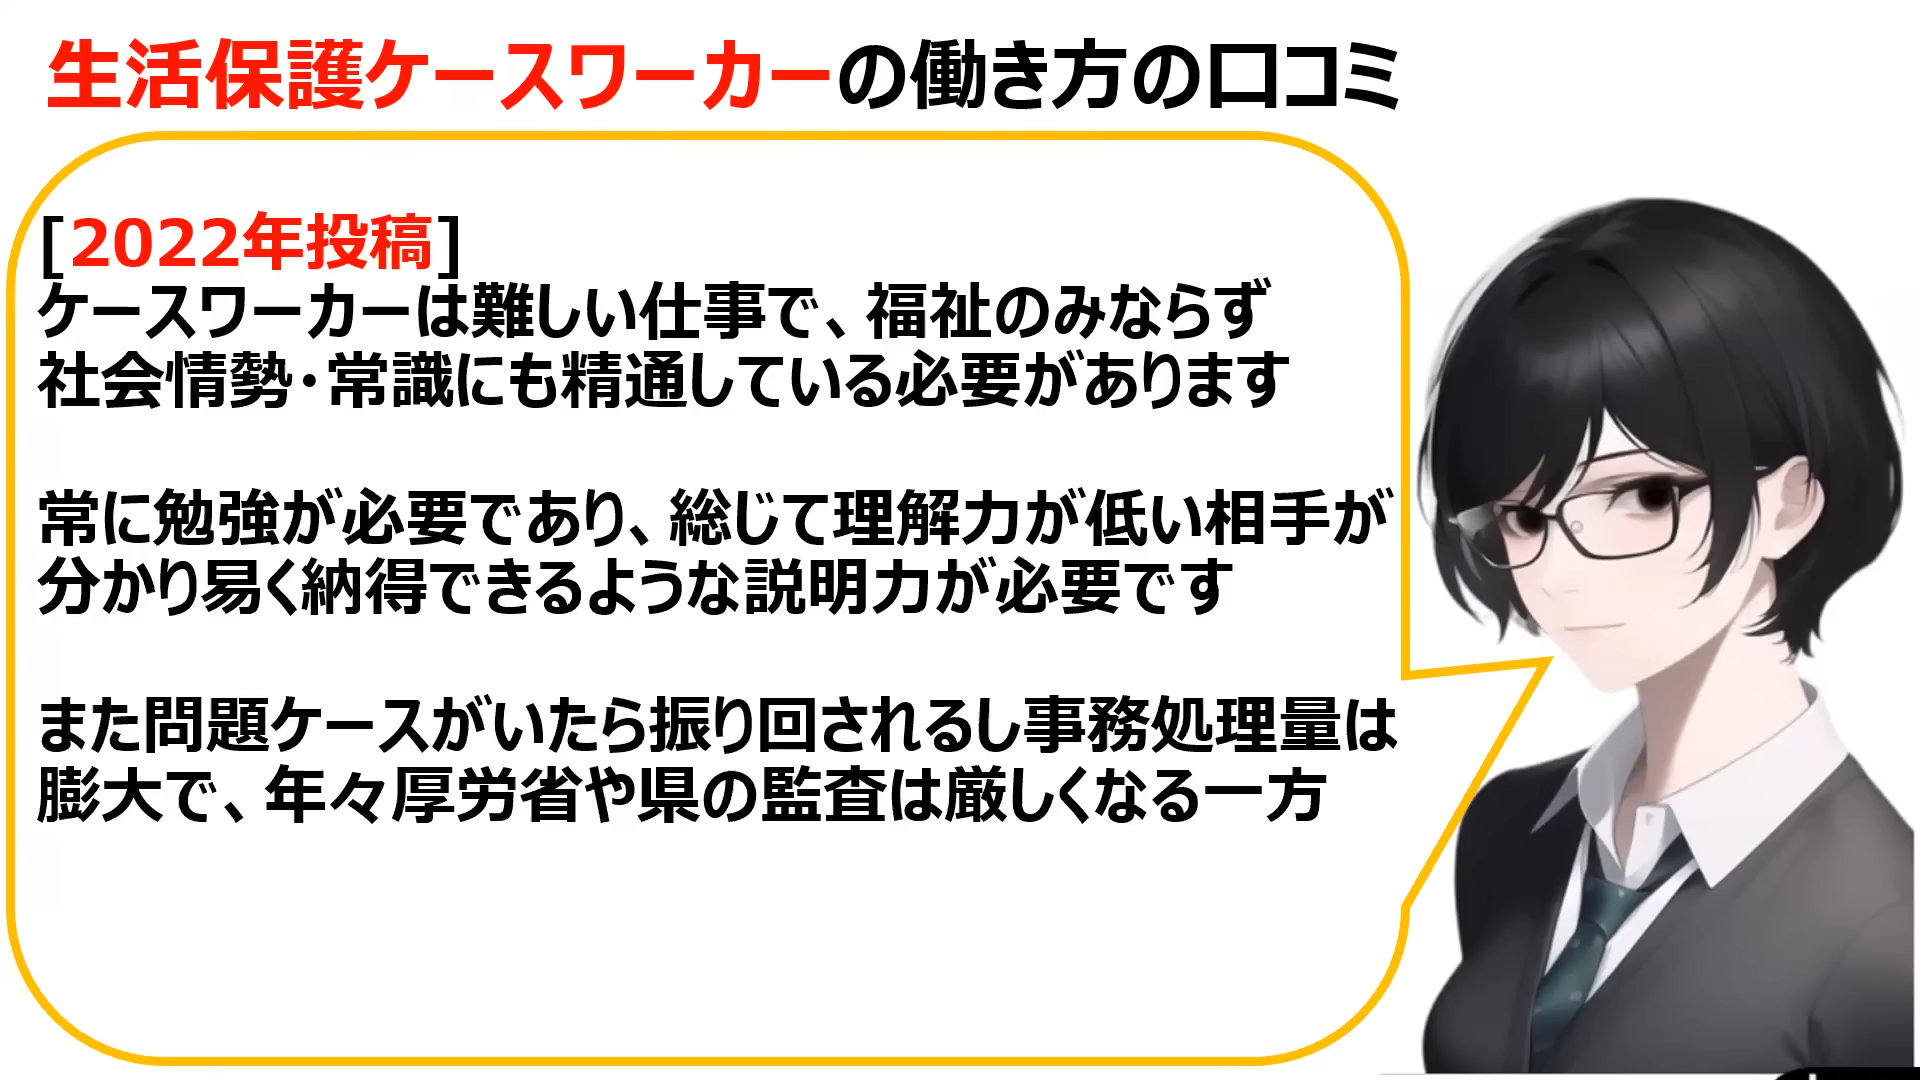 生活保護ケースワーカーの働き方の口コミ
[2022年投稿]
ケースワーカーは難しい仕事で、福祉のみならず
社会情勢・常識にも精通している必要があります
常に勉強が必要であり、総じて理解力が低い相手が
分かり易く納得できるような説明力が必要です
また問題ケースがいたら振り回されるし事務処理量は
膨大で、年々厚労省や県の監査は厳しくなる一方